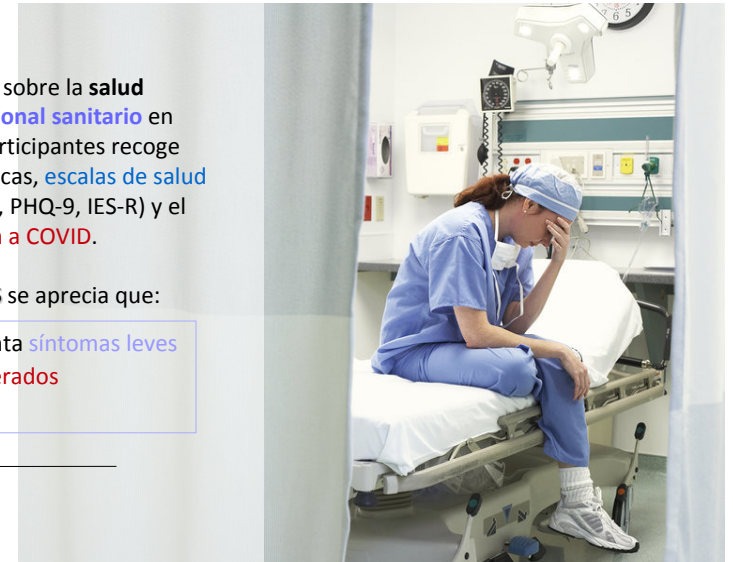 sobre la salud
onal sanitario en
rticipantes recoge
cas, escalas de salud
, PHQ-9, IES-R) y el
a COVID.
se aprecia que:
ta síntomas leves
erados